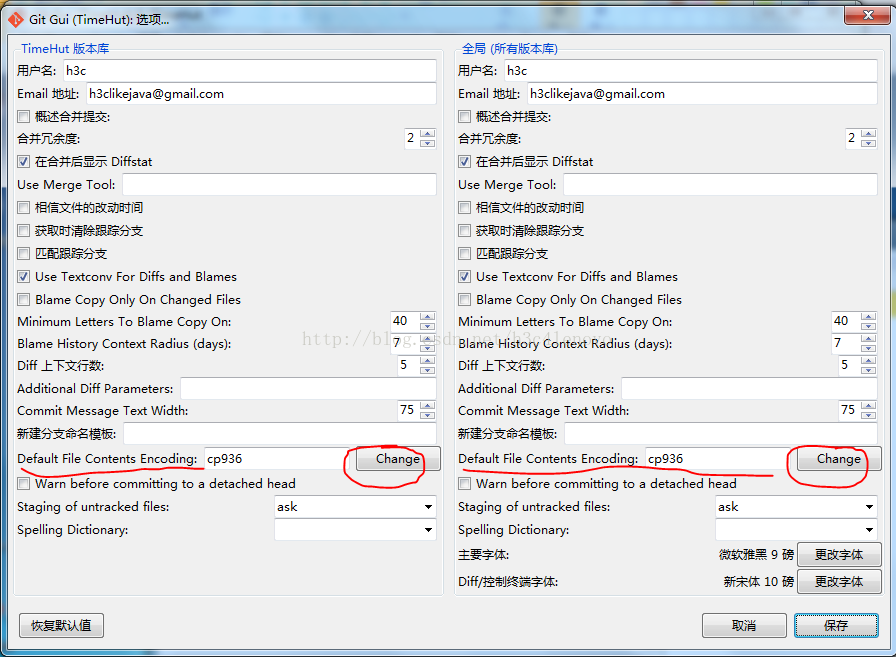 Git Gui (TimeHut): 选项...
TimeHut 版本库
用户名: h3c
Email 地址: h3clikejava@gmail.com
概述合并提交:
合并冗余度: 2
在合并后显示 Diffstat
Use Merge Tool:
相信文件的改动时间
获取时清除跟踪分支
匹配跟踪分支
Use Textconv For Diffs and Blames
Blame Copy Only On Changed Files
Minimum Letters To Blame Copy On: 40
Blame History Context Radius (days): 7
Diff 上下文行数: 5
Additional Diff Parameters:
Commit Message Text Width: 75
新建分支命名模板:
Default File Contents Encoding: cp936 Change
Warn before committing to a detached head
Staging of untracked files: ask
Spelling Dictionary:
全局 (所有版本库)
用户名: h3c
Email 地址: h3clikejava@gmail.com
概述合并提交:
合并冗余度: 2
在合并后显示 Diffstat
Use Merge Tool:
相信文件的改动时间
获取时清除跟踪分支
匹配跟踪分支
Use Textconv For Diffs and Blames
Blame Copy Only On Changed Files
Minimum Letters To Blame Copy On: 40
Blame History Context Radius (days): 7
Diff 上下文行数: 5
Additional Diff Parameters:
Commit Message Text Width: 75
新建分支命名模板:
Default File Contents Encoding: cp936 Change
Warn before committing to a detached head
Staging of untracked files: ask
Spelling Dictionary:
主要字体: 微软雅黑 9 磅 更改字体
Diff/控制终端字体: 新宋体 10 磅 更改字体
恢复默认值 取消 保存